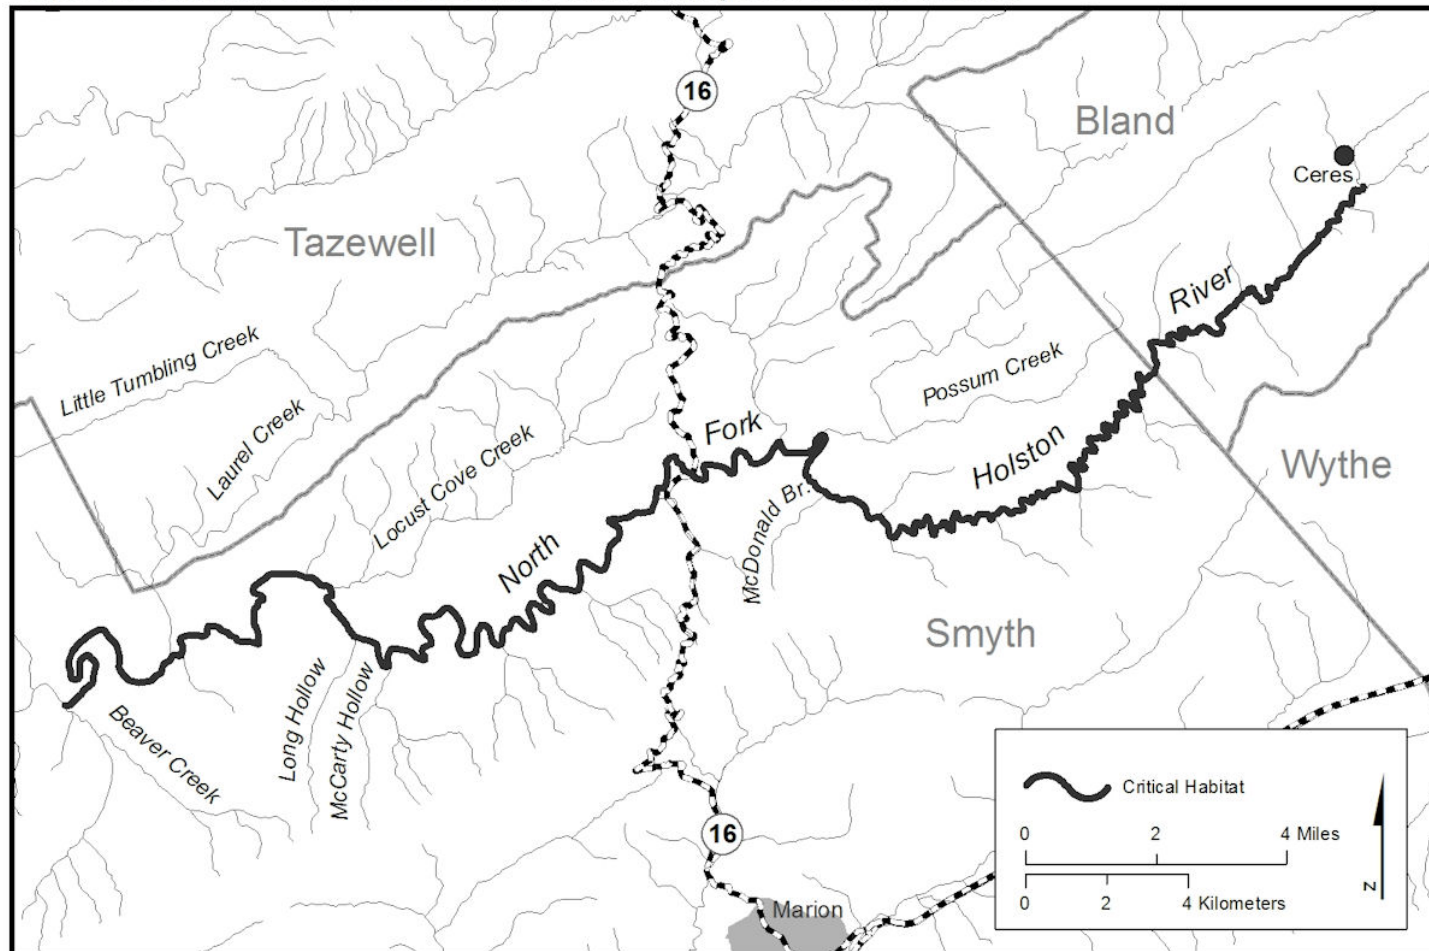 16
Bland
Ceres
Tazewell
River
Little Tumbling Creek
Possum Creek
Laurel Creek
Fork
Locust Cove Creek
Holston
Wythe
McDonald Br.
North
Smyth
Long Hollow
McCarty Hollow
Beaver Creek
16
Marion
Critical Habitat
0 2 4 Miles
0 2 4 Kilometers
N